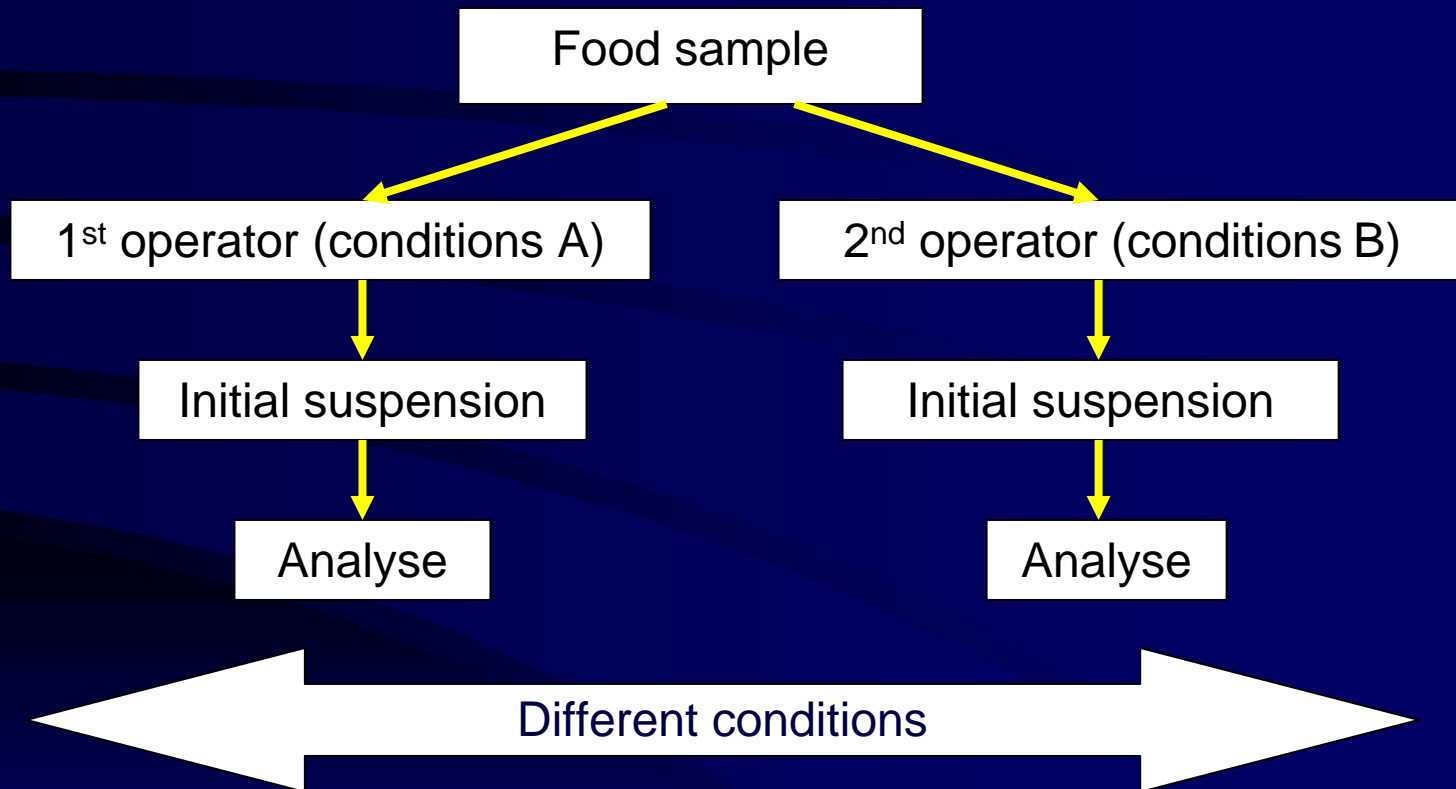 Food sample
1st operator (conditions A)
2nd operator (conditions B)
Initial suspension
Initial suspension
Analyse
Analyse
Different conditions